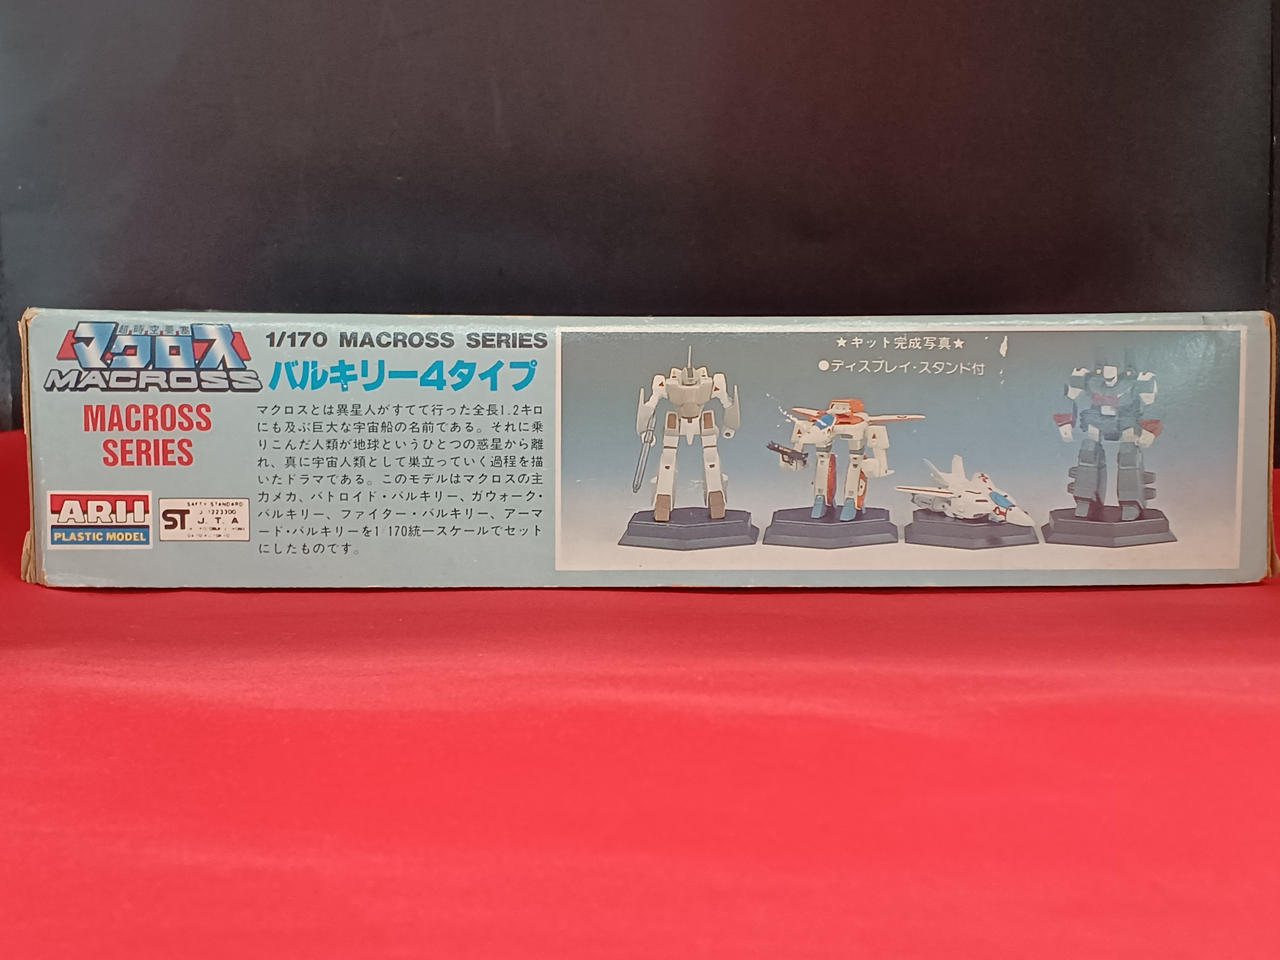 超時空要塞
マクロス
MACROSS
MACROSS
SERIES
ARII
PLASTIC MODEL
SAFETY STANDARD
ST
J.T.A
1/170 MACROSS SERIES
バルキリー4タイプ
マクロスとは異星人がすてて行った全長1.2キロ
にも及ぶ巨大な宇宙船の名前である。それに乗
りこんだ人類が地球というひとつの惑星から離
れ、真に宇宙人類として巣立っていく過程を描
いたドラマである。このモデルはマクロスの主
力メカ、バトロイド・バルキリー、ガウォーク・
バルキリー、ファイター・バルキリー、アーマ
ード・バルキリーを1/170統一スケールでセット
にしたものです。
★キット完成写真★
●ディスプレイ・スタンド付